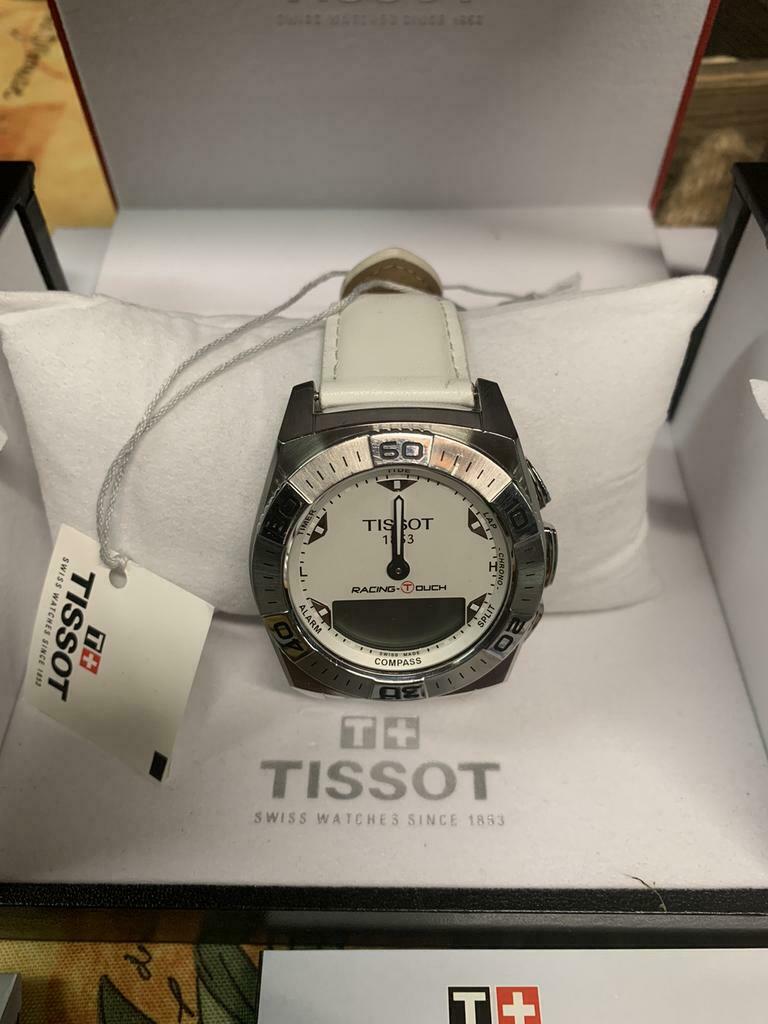 TISSOT
SWISS WATCHES SINCE 1853
60
TIDE
TIMER
LAP
10
50
TISSOT
1853
CHRONO
L
H
RACING-TOUCH
ALARM
SPLIT
20
40
SWISS MADE
COMPASS
30
T+
TISSOT
SWISS WATCHES SINCE 1853
T+
TISSOT
SWISS WATCHES SINCE 1853
T+